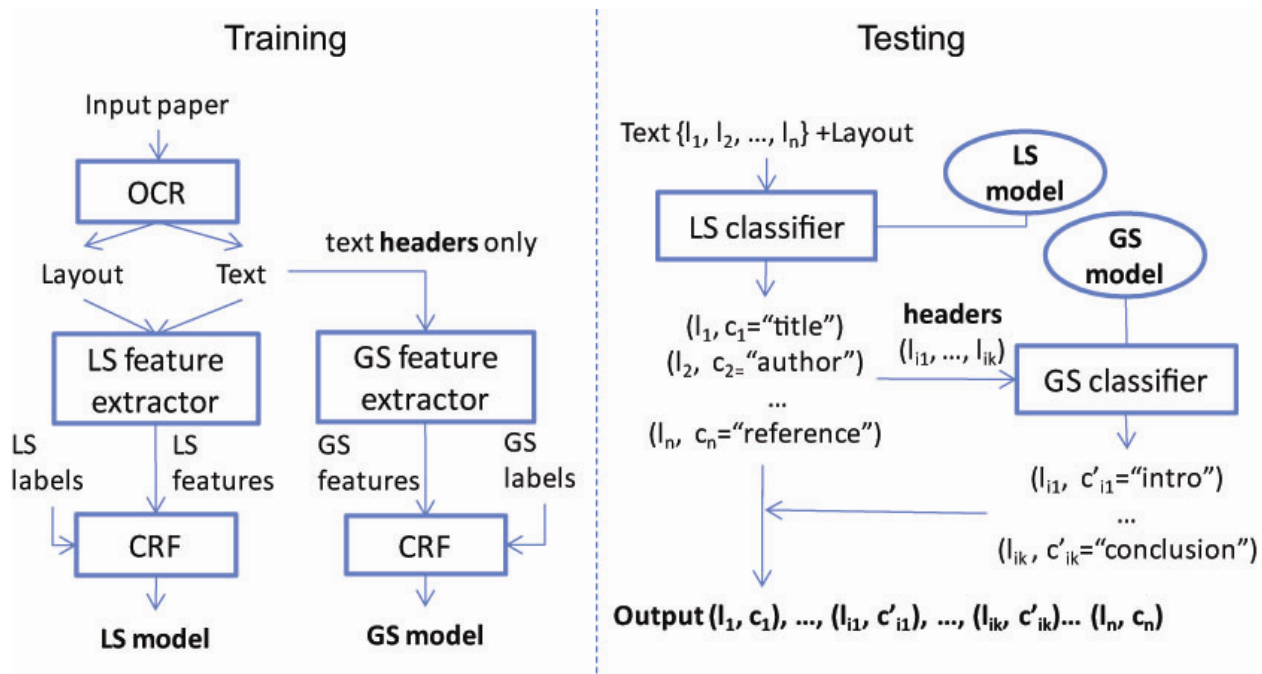 Training
Input paper
OCR
text headers only
Layout
Text
LS feature
extractor
GS feature
extractor
LS
labels
LS
features
GS
features
GS
labels
CRF
CRF
LS model
GS model
Testing
Text {l₁, l₂, ..., lₙ} +Layout
LS
model
LS classifier
GS
model
(l₁, c₁=“title”)
(l₂, c₂₌“author”)
...
(lₙ, cₙ=“reference”)
headers
(lᵢ₁, ..., lᵢₖ)
GS classifier
(lᵢ₁, c'ᵢ₁=“intro”)
...
(lᵢₖ, c'ᵢₖ=“conclusion”)
Output (l₁, c₁), ..., (lᵢ₁, c'ᵢ₁), ..., (lᵢₖ, c'ᵢₖ)... (lₙ, cₙ)